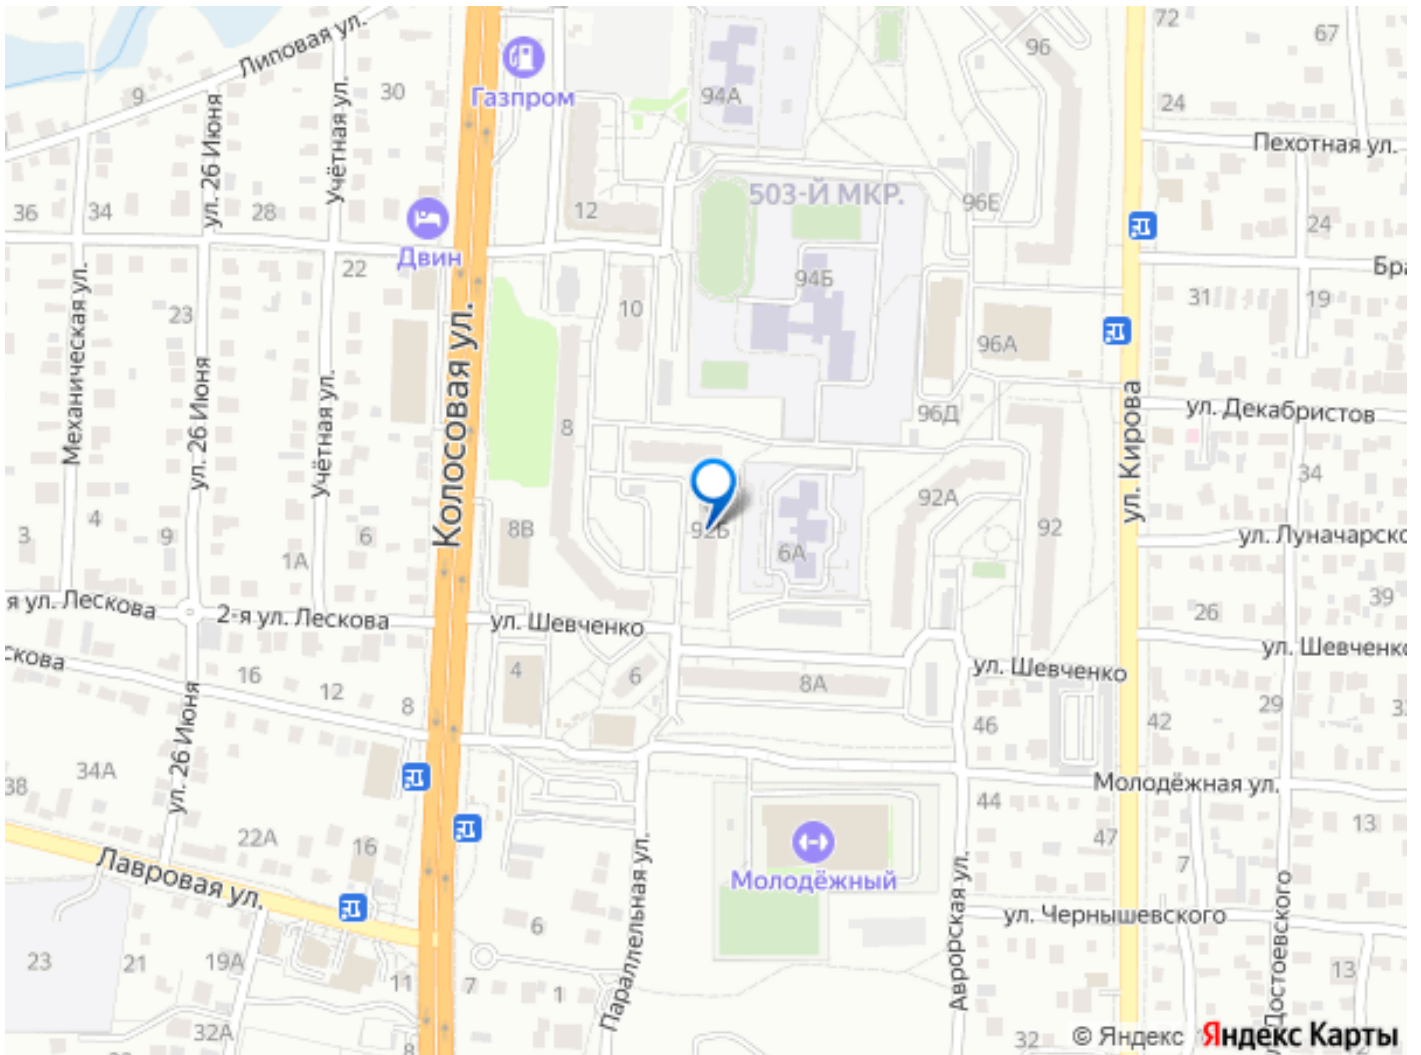 72
67
96
Липовая ул.
9
30
Учётная ул.
ул. 26 Июня
Газпром
94А
24
Пехотная ул.
36
34
28
12
503-Й МКР.
96Е
24
Двин
22
Механическая ул.
23
Колосовая ул.
10
94Б
31
19
Бра
96А
ул. 26 Июня
Учётная ул.
8
96Д
ул. Кирова
ул. Декабристов
34
3
4
9
6
1А
8В
92Б
6А
92А
92
ул. Луначарско
я ул. Лескова
2-я ул. Лескова
ул. Шевченко
26
39
скова
16
12
8
4
6
8А
ул. Шевченко
ул. Шевченко
29
42
46
ул. 26 Июня
34А
38
Молодёжная ул.
44
47
13
22А
16
Лавровая ул.
Молодёжный
Параллельная ул.
Аврорская ул.
7
ул. Чернышевского
ул. Достоевского
23
21
19А
11
7
6
1
13
32А
8
32
© Яндекс
Яндекс Карты